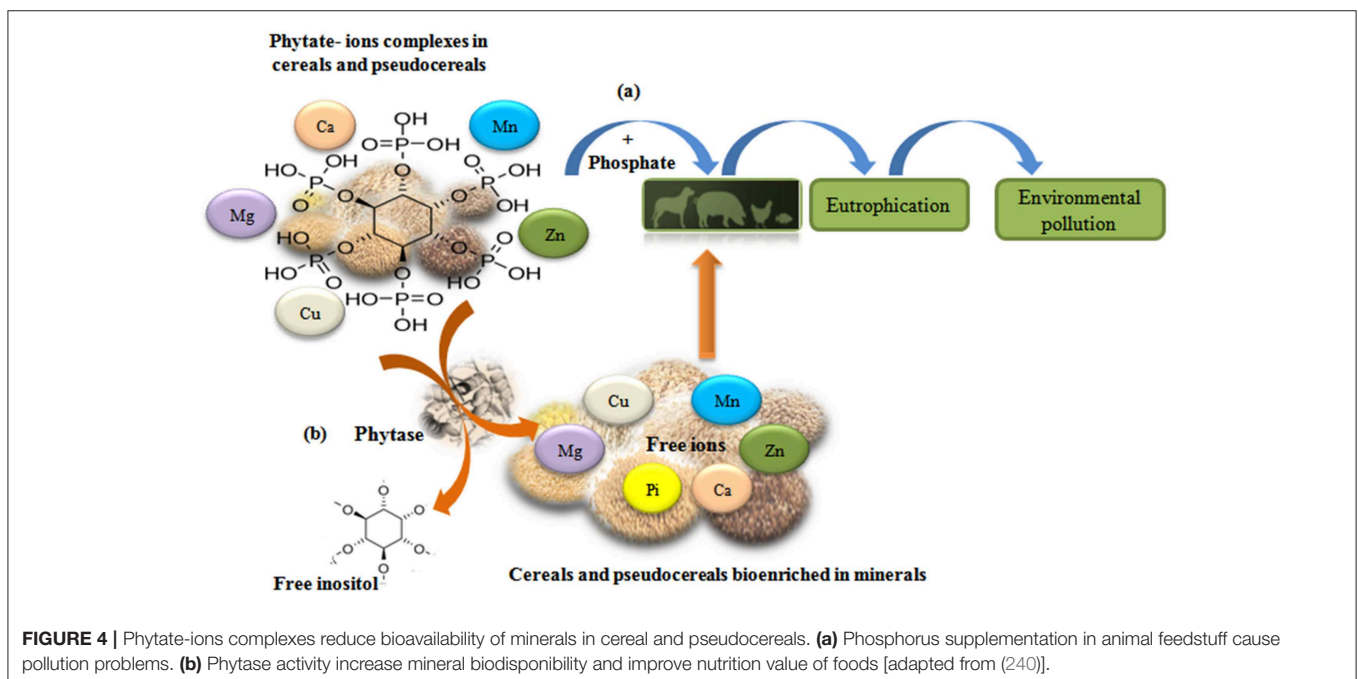 Phytate- ions complexes in
cereals and pseudocereals
(a)
Ca
Mn
Mg
Zn
Cu
OH
O=P–OH
O
HO
OH
HO–P
O
O
O
P–OH
OH
HO
HO–P
O
O
O
P–OH
HO
O
HO–P=O
OH
+
Phosphate
Eutrophication
Environmental
pollution
(b)
Phytase
Cu
Mn
Mg
Free ions
Zn
Pi
Ca
O
O
O
O
O
O
Free inositol
Cereals and pseudocereals bioenriched in minerals
FIGURE 4 | Phytate-ions complexes reduce bioavailability of minerals in cereal and pseudocereals. (a) Phosphorus supplementation in animal feedstuff cause
pollution problems. (b) Phytase activity increase mineral biodisponibility and improve nutrition value of foods [adapted from (240)].